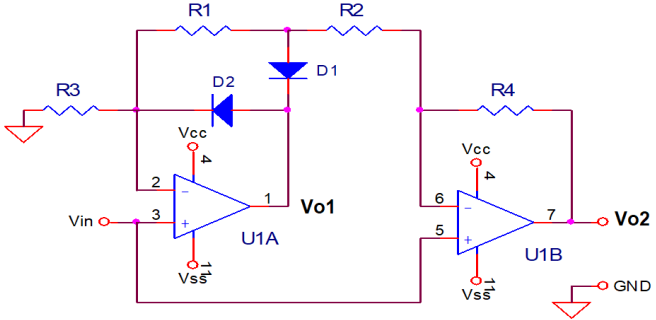 R1 R2
D1
R3 D2 R4
Vcc 4 Vcc 4
2 − 1 Vo1 6 −
Vin 3 + 5 + 7 Vo2
U1A U1B
Vss 11 Vss 11 GND